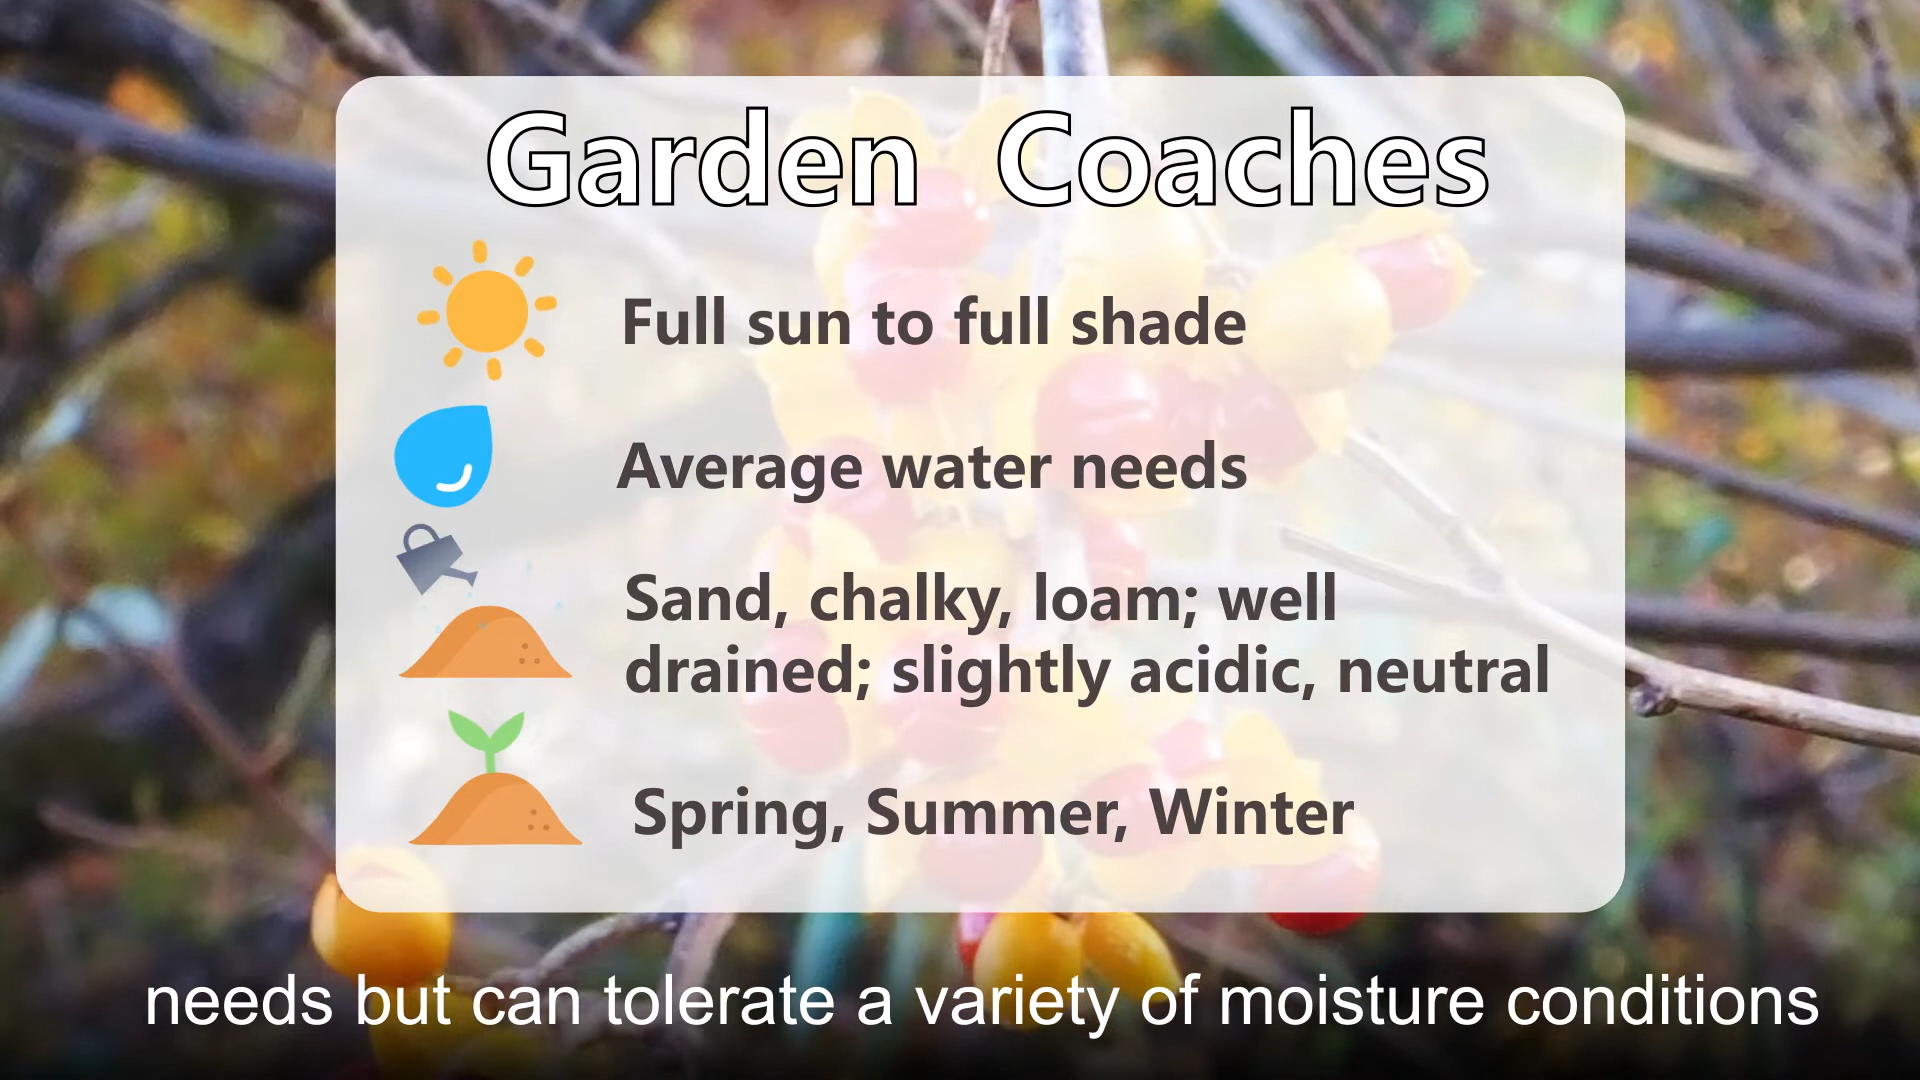 Garden Coaches
Full sun to full shade
Average water needs
Sand, chalky, loam; well
drained; slightly acidic, neutral
Spring, Summer, Winter
needs but can tolerate a variety of moisture conditions